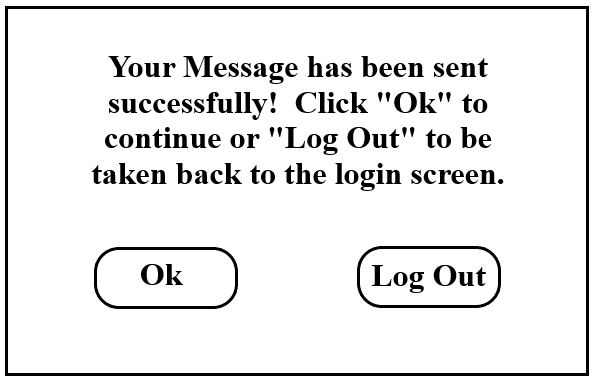 Your Message has been sent
successfully!  Click "Ok" to
continue or "Log Out" to be
taken back to the login screen.
Ok
Log Out